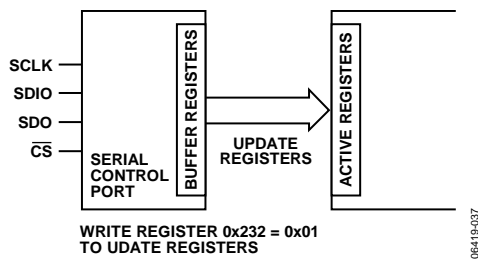 SCLK
SDIO
SDO
CS
SERIAL
CONTROL
PORT
BUFFER REGISTERS
UPDATE
REGISTERS
ACTIVE REGISTERS
WRITE REGISTER 0x232 = 0x01
TO UDATE REGISTERS
06419-037